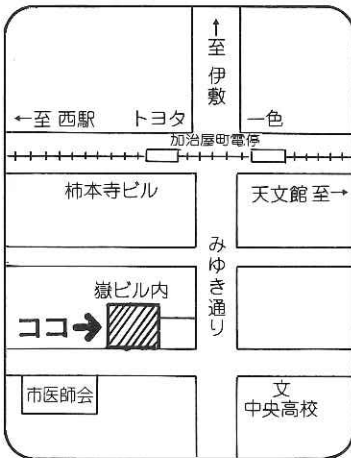 ↑至伊敷
←至 西駅
トヨタ
一色
加治屋町電停
柿本寺ビル
天文館 至→
みゆき通り
嶽ビル内
ココ→
市医師会
文
中央高校